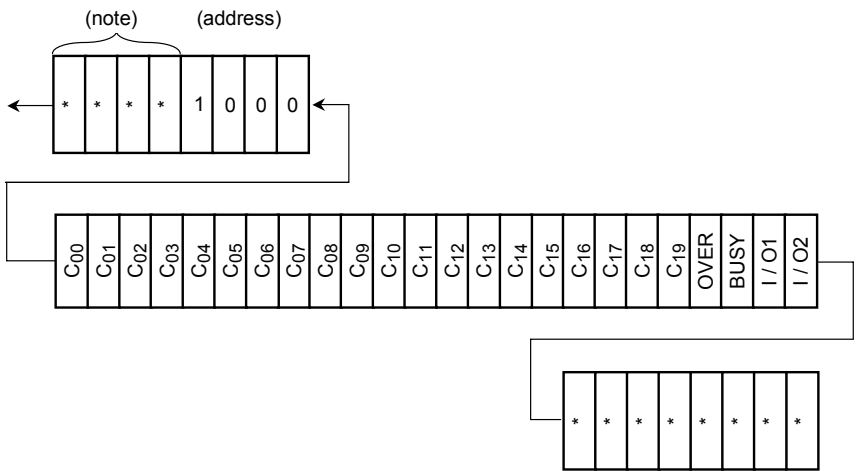 (note) (address)
* * * * 1 0 0 0
C00 C01 C02 C03 C04 C05 C06 C07 C08 C09 C10 C11 C12 C13 C14 C15 C16 C17 C18 C19 OVER BUSY I / O1 I / O2
* * * * * * * *